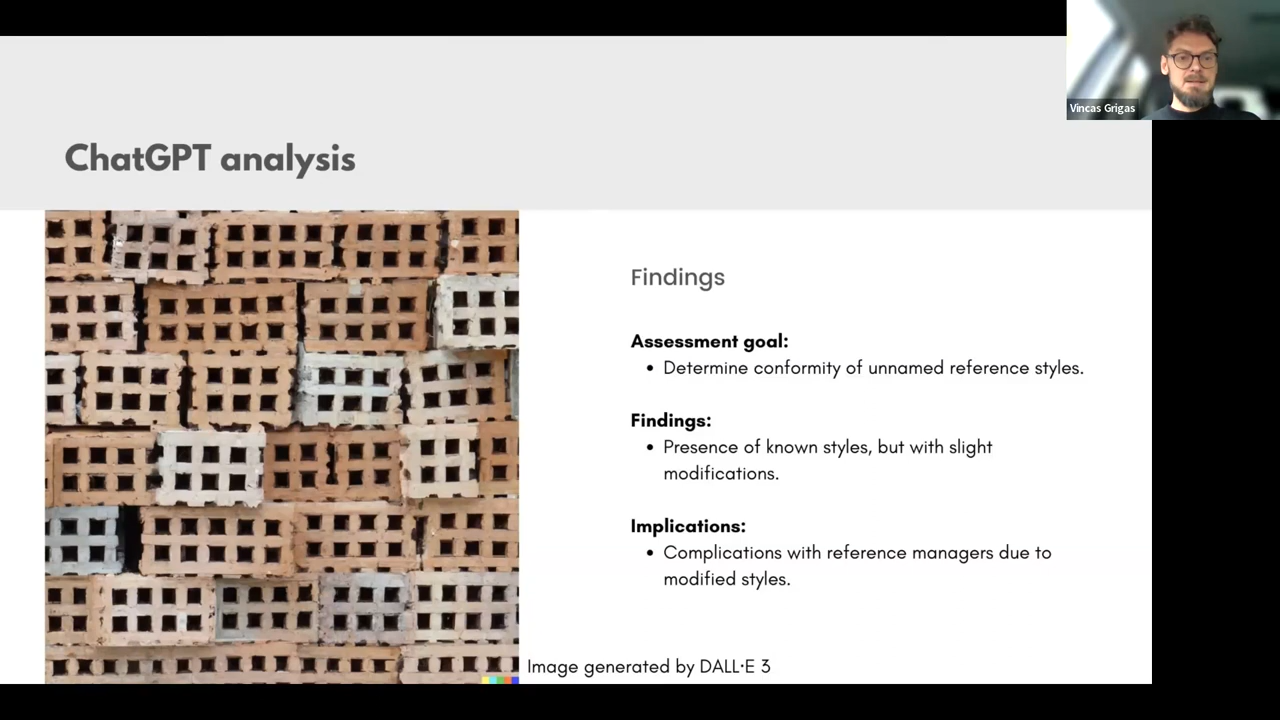 Vincas Grigas
ChatGPT analysis
Findings
Assessment goal:
• Determine conformity of unnamed reference styles.
Findings:
• Presence of known styles, but with slight
modifications.
Implications:
• Complications with reference managers due to
modified styles.
Image generated by DALL·E 3